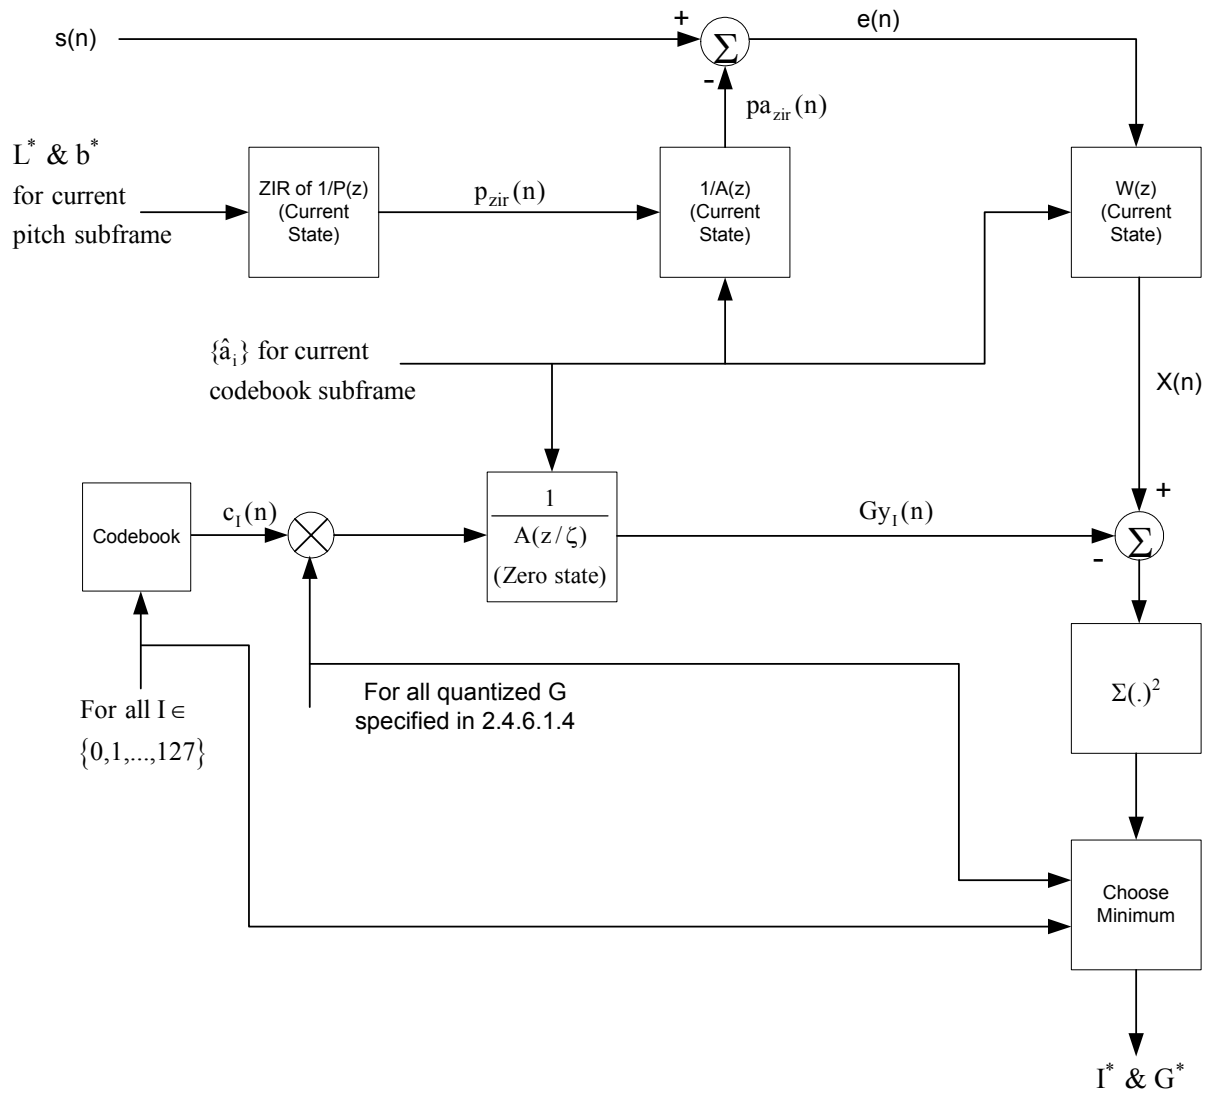 s(n)
+
Σ
-
e(n)
pa_zir(n)
L* & b*
for current
pitch subframe
ZIR of 1/P(z)
(Current
State)
p_zir(n)
1/A(z)
(Current
State)
W(z)
(Current
State)
{â_i} for current
codebook subframe
X(n)
Codebook
c_I(n)
1
A(z/ζ)
(Zero state)
Gy_I(n)
+
Σ
-
For all I ∈
{0,1,...,127}
For all quantized G
specified in 2.4.6.1.4
Σ(.)²
Choose
Minimum
I* & G*